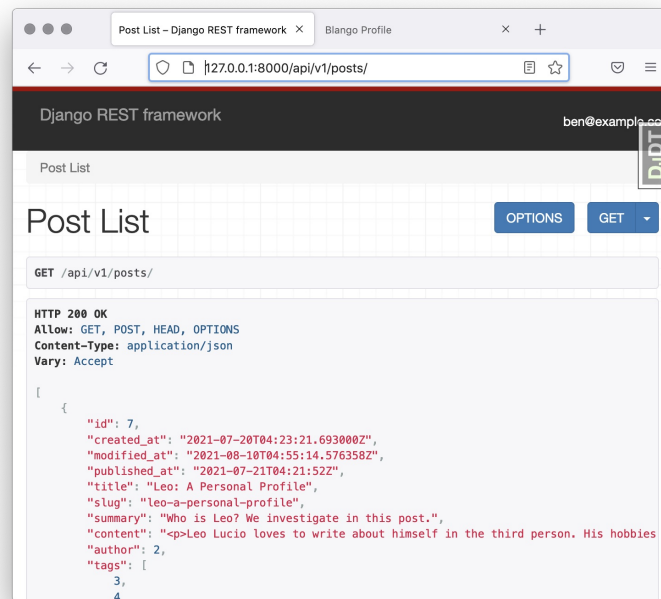 Post List – Django REST framework
Blango Profile
127.0.0.1:8000/api/v1/posts/
Django REST framework
Post List
Post List
OPTIONS
GET
GET /api/v1/posts/
HTTP 200 OK
Allow: GET, POST, HEAD, OPTIONS
Content-Type: application/json
Vary: Accept
[
{
"id": 7,
"created_at": "2021-07-20T04:23:21.693000Z",
"modified_at": "2021-08-10T04:55:14.576358Z",
"published_at": "2021-07-21T04:21:52Z",
"title": "Leo: A Personal Profile",
"slug": "leo-a-personal-profile",
"summary": "Who is Leo? We investigate in this post.",
"content": "<p>Leo Lucio loves to write about himself in the third person. His hobbies
"author": 2,
"tags": [
3,
4